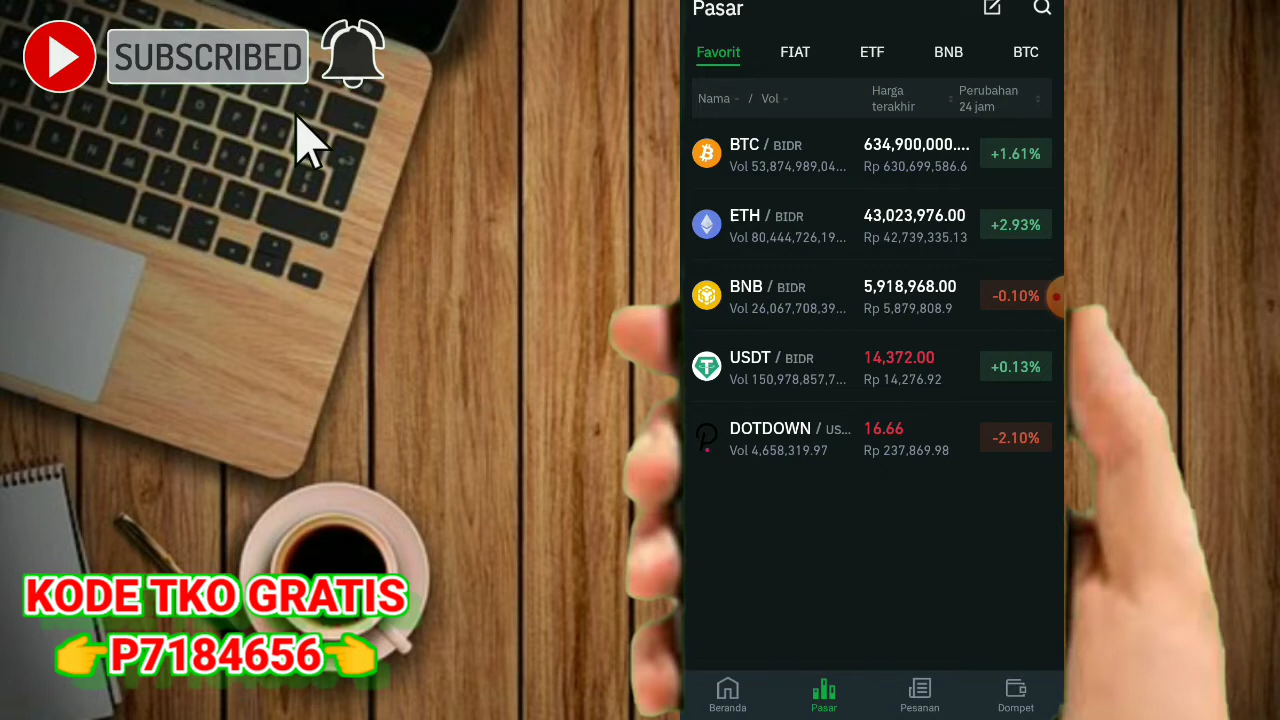 SUBSCRIBED
KODE TKO GRATIS
👉P7184656👈
Pasar
Favorit FIAT ETF BNB BTC
Nama / Vol Harga terakhir Perubahan 24 jam
BTC / BIDR 634,900,000.... +1.61%
Vol 53,874,989,04... Rp 630,699,586.6
ETH / BIDR 43,023,976.00 +2.93%
Vol 80,444,726,19... Rp 42,739,335.13
BNB / BIDR 5,918,968.00 -0.10%
Vol 26,067,708,39... Rp 5,879,808.9
USDT / BIDR 14,372.00 +0.13%
Vol 150,978,857,7... Rp 14,276.92
DOTDOWN / US... 16.66 -2.10%
Vol 4,658,319.97 Rp 237,869.98
Beranda Pasar Pesanan Dompet